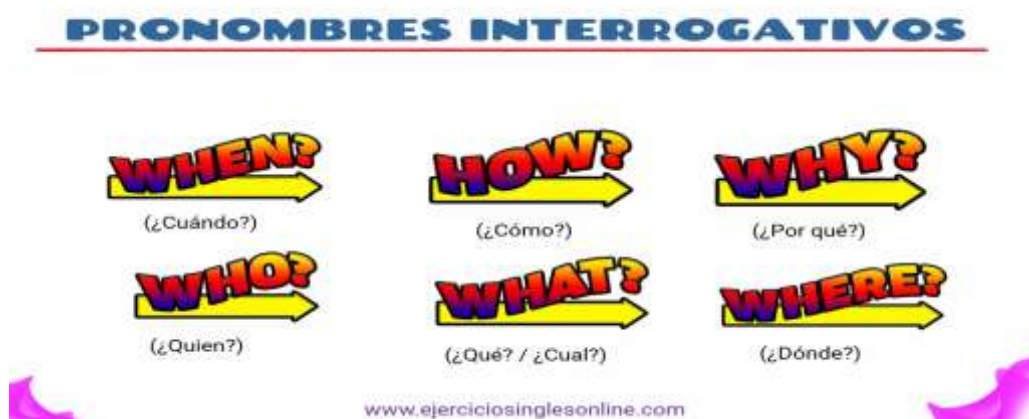 PRONOMBRES INTERROGATIVOS
WHEN? HOW? WHY?
(¿Cuándo?) (¿Cómo?) (¿Por qué?)
WHO? WHAT? WHERE?
(¿Quien?) (¿Qué? / ¿Cual?) (¿Dónde?)
www.ejerciciosinglesonline.com